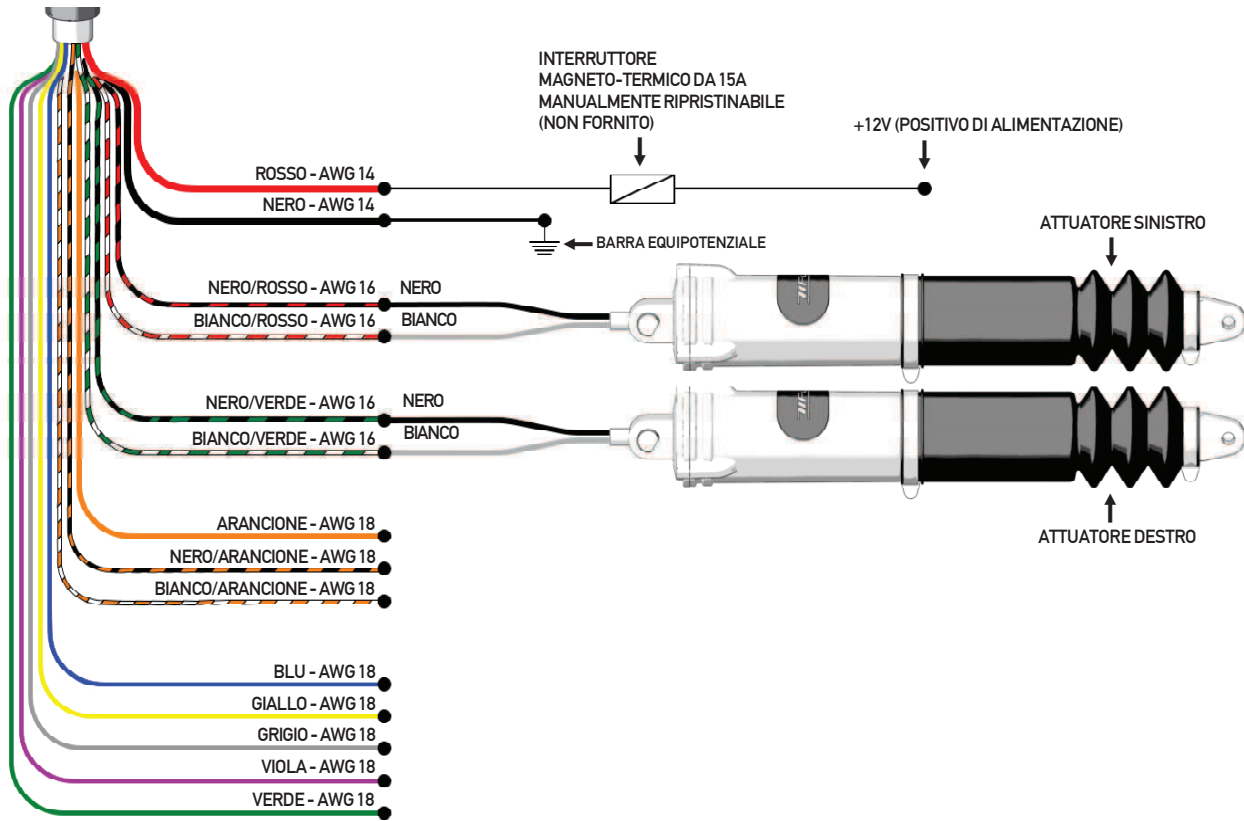 INTERRUTTORE
MAGNETO-TERMICO DA 15A
MANUALMENTE RIPRISTINABILE
(NON FORNITO)
+12V (POSITIVO DI ALIMENTAZIONE)
ROSSO - AWG 14
NERO - AWG 14
BARRA EQUIPOTENZIALE
ATTUATORE SINISTRO
NERO/ROSSO - AWG 16
NERO
BIANCO/ROSSO - AWG 16
BIANCO
NERO/VERDE - AWG 16
NERO
BIANCO/VERDE - AWG 16
BIANCO
ARANCIONE - AWG 18
ATTUATORE DESTRO
NERO/ARANCIONE - AWG 18
BIANCO/ARANCIONE - AWG 18
BLU - AWG 18
GIALLO - AWG 18
GRIGIO - AWG 18
VIOLA - AWG 18
VERDE - AWG 18